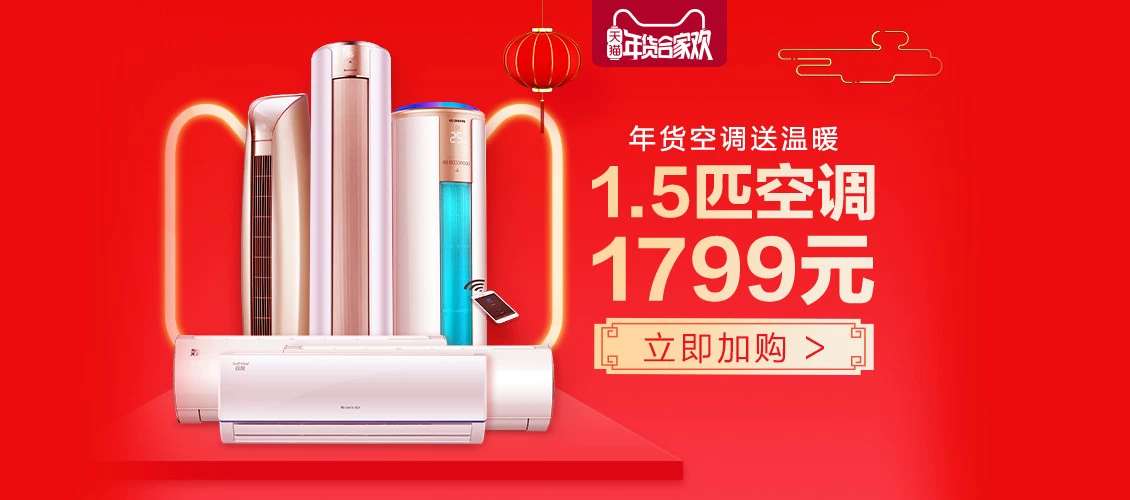 天猫
年货合家欢
年货空调送温暖
1.5匹空调
1799元
立即加购 >